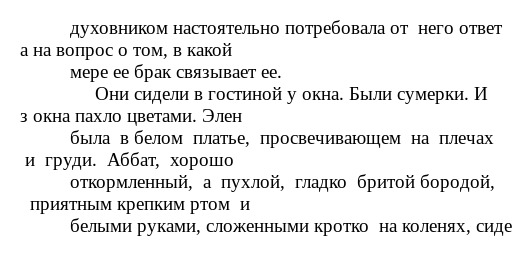 духовником настоятельно потребовала от него ответ
а на вопрос о том, в какой
мере ее брак связывает ее.
Они сидели в гостиной у окна. Были сумерки. И
з окна пахло цветами. Элен
была в белом платье, просвечивающем на плечах
и груди. Аббат, хорошо
откормленный, а пухлой, гладко бритой бородой,
приятным крепким ртом и
белыми руками, сложенными кротко на коленях, сиде